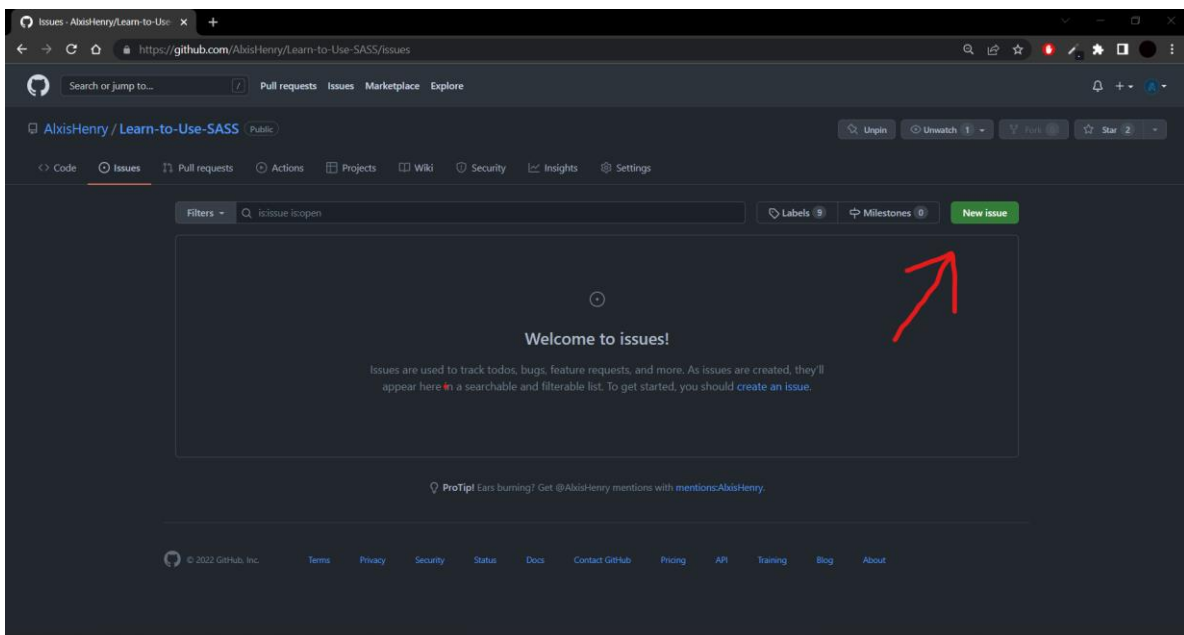 Issues · AlxisHenry/Learn-to-Use-
https://github.com/AlxisHenry/Learn-to-Use-SASS/issues
Search or jump to... / Pull requests Issues Marketplace Explore
AlxisHenry / Learn-to-Use-SASS Public Unpin Unwatch 1 Fork Star 2
Code Issues Pull requests Actions Projects Wiki Security Insights Settings
Filters is:issue is:open Labels 9 Milestones 0 New issue
Welcome to issues!
Issues are used to track todos, bugs, feature requests, and more. As issues are created, they'll
appear here in a searchable and filterable list. To get started, you should create an issue.
ProTip! Ears burning? Get @AlxisHenry mentions with mentions:AlxisHenry.
© 2022 GitHub, Inc. Terms Privacy Security Status Docs Contact GitHub Pricing API Training Blog About